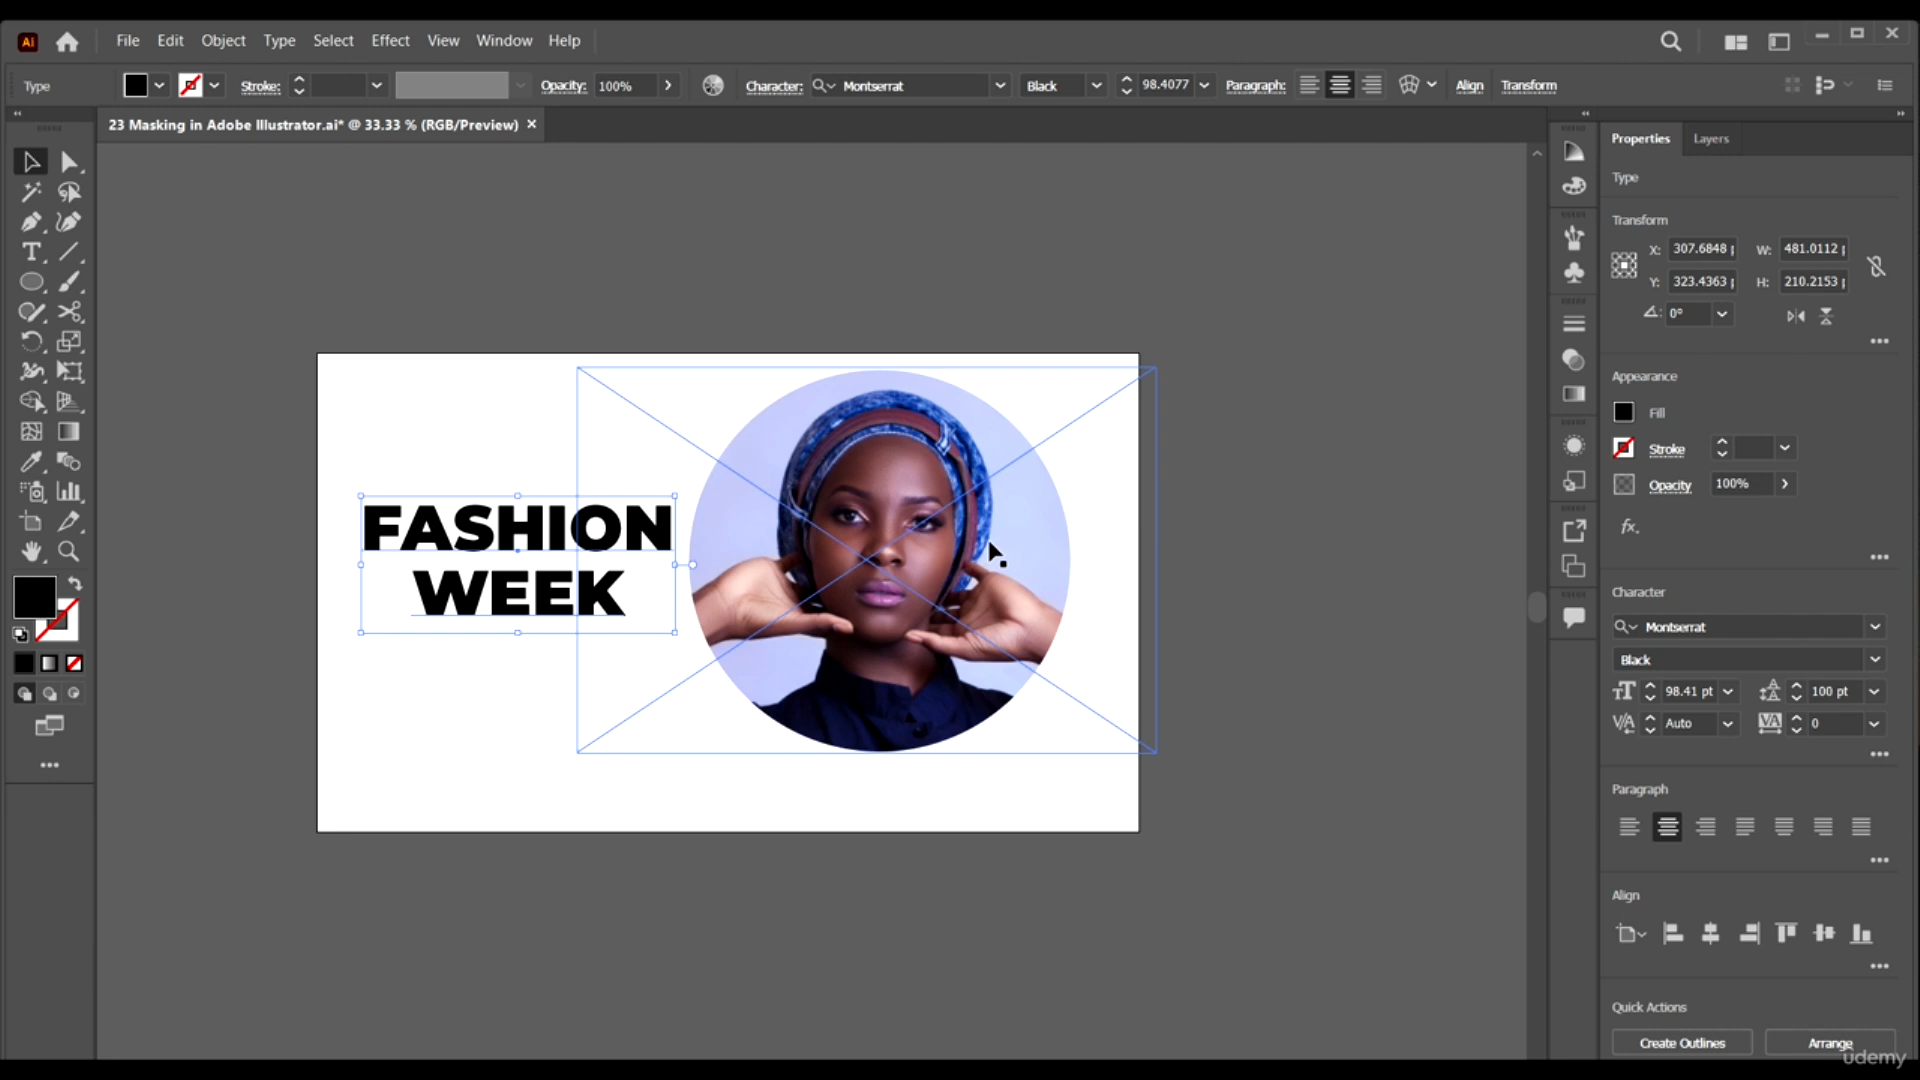 Ai File Edit Object Type Select Effect View Window Help
Type Stroke: Opacity: 100% Character: Montserrat Black 98.4077 Paragraph: Align Transform
23 Masking in Adobe Illustrator.ai* @ 33.33 % (RGB/Preview) ×
Properties Layers
Type
Transform
X: 307.6848 W: 481.0112
Y: 323.4363 H: 210.2153
0°
Appearance
Fill
Stroke
Opacity 100%
fx.
FASHION
WEEK
Character
Montserrat
Black
98.41 pt 100 pt
Auto 0
Paragraph
Align
Quick Actions
Create Outlines Arrange
udemy